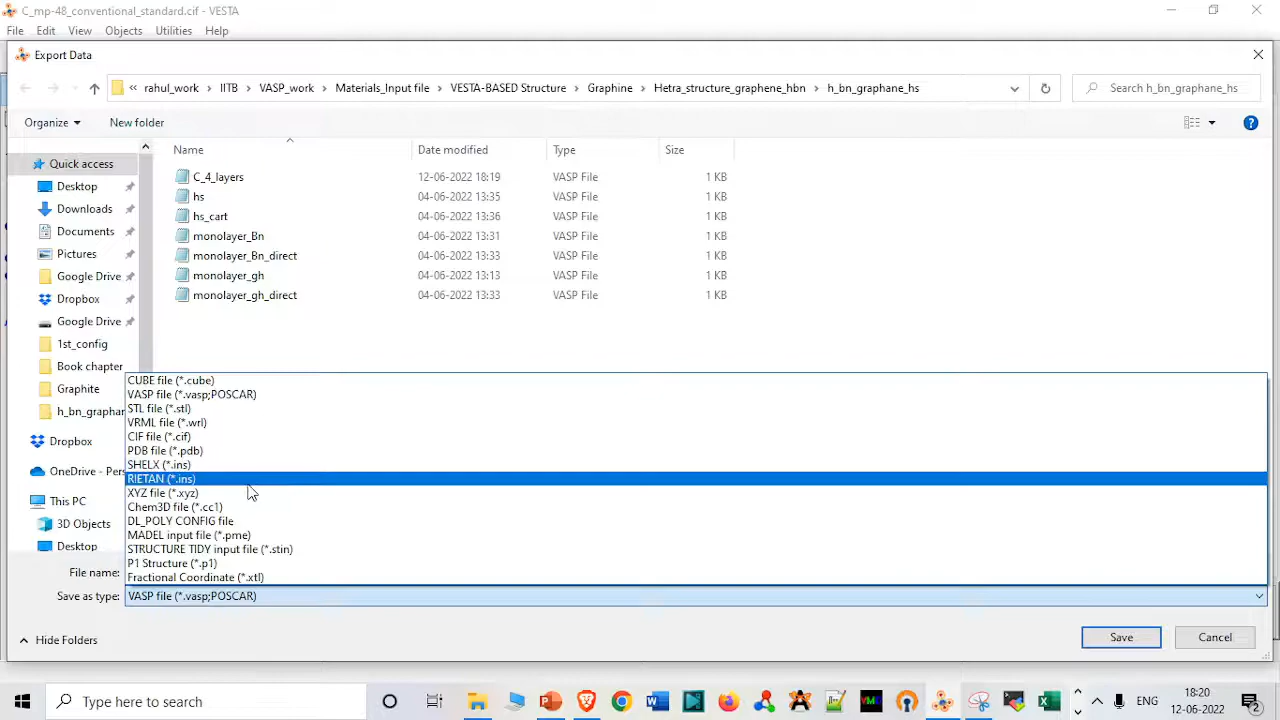 C_mp-48_conventional_standard.cif - VESTA
File Edit View Objects Utilities Help
Export Data
« rahul_work > IITB > VASP_work > Materials_Input file > VESTA-BASED Structure > Graphine > Hetra_structure_graphene_hbn > h_bn_graphane_hs
Search h_bn_graphane_hs
Organize New folder
Name Date modified Type Size
Quick access
Desktop
Downloads
Documents
Pictures
Google Drive
Dropbox
Google Drive
1st_config
Book chapter
Graphite
h_bn_graphar
Dropbox
OneDrive - Pers
This PC
3D Objects
Desktop
C_4_layers 12-06-2022 18:19 VASP File 1 KB
hs 04-06-2022 13:35 VASP File 1 KB
hs_cart 04-06-2022 13:36 VASP File 1 KB
monolayer_Bn 04-06-2022 13:31 VASP File 1 KB
monolayer_Bn_direct 04-06-2022 13:33 VASP File 1 KB
monolayer_gh 04-06-2022 13:13 VASP File 1 KB
monolayer_gh_direct 04-06-2022 13:33 VASP File 1 KB
CUBE file (*.cube)
VASP file (*.vasp;POSCAR)
STL file (*.stl)
VRML file (*.wrl)
CIF file (*.cif)
PDB file (*.pdb)
SHELX (*.ins)
RIETAN (*.ins)
XYZ file (*.xyz)
Chem3D file (*.cc1)
DL_POLY CONFIG file
MADEL input file (*.pme)
STRUCTURE TIDY input file (*.stin)
P1 Structure (*.p1)
Fractional Coordinate (*.xtl)
File name:
Save as type: VASP file (*.vasp;POSCAR)
Hide Folders
Save Cancel
Type here to search
ENG
18:20
12-06-2022
2